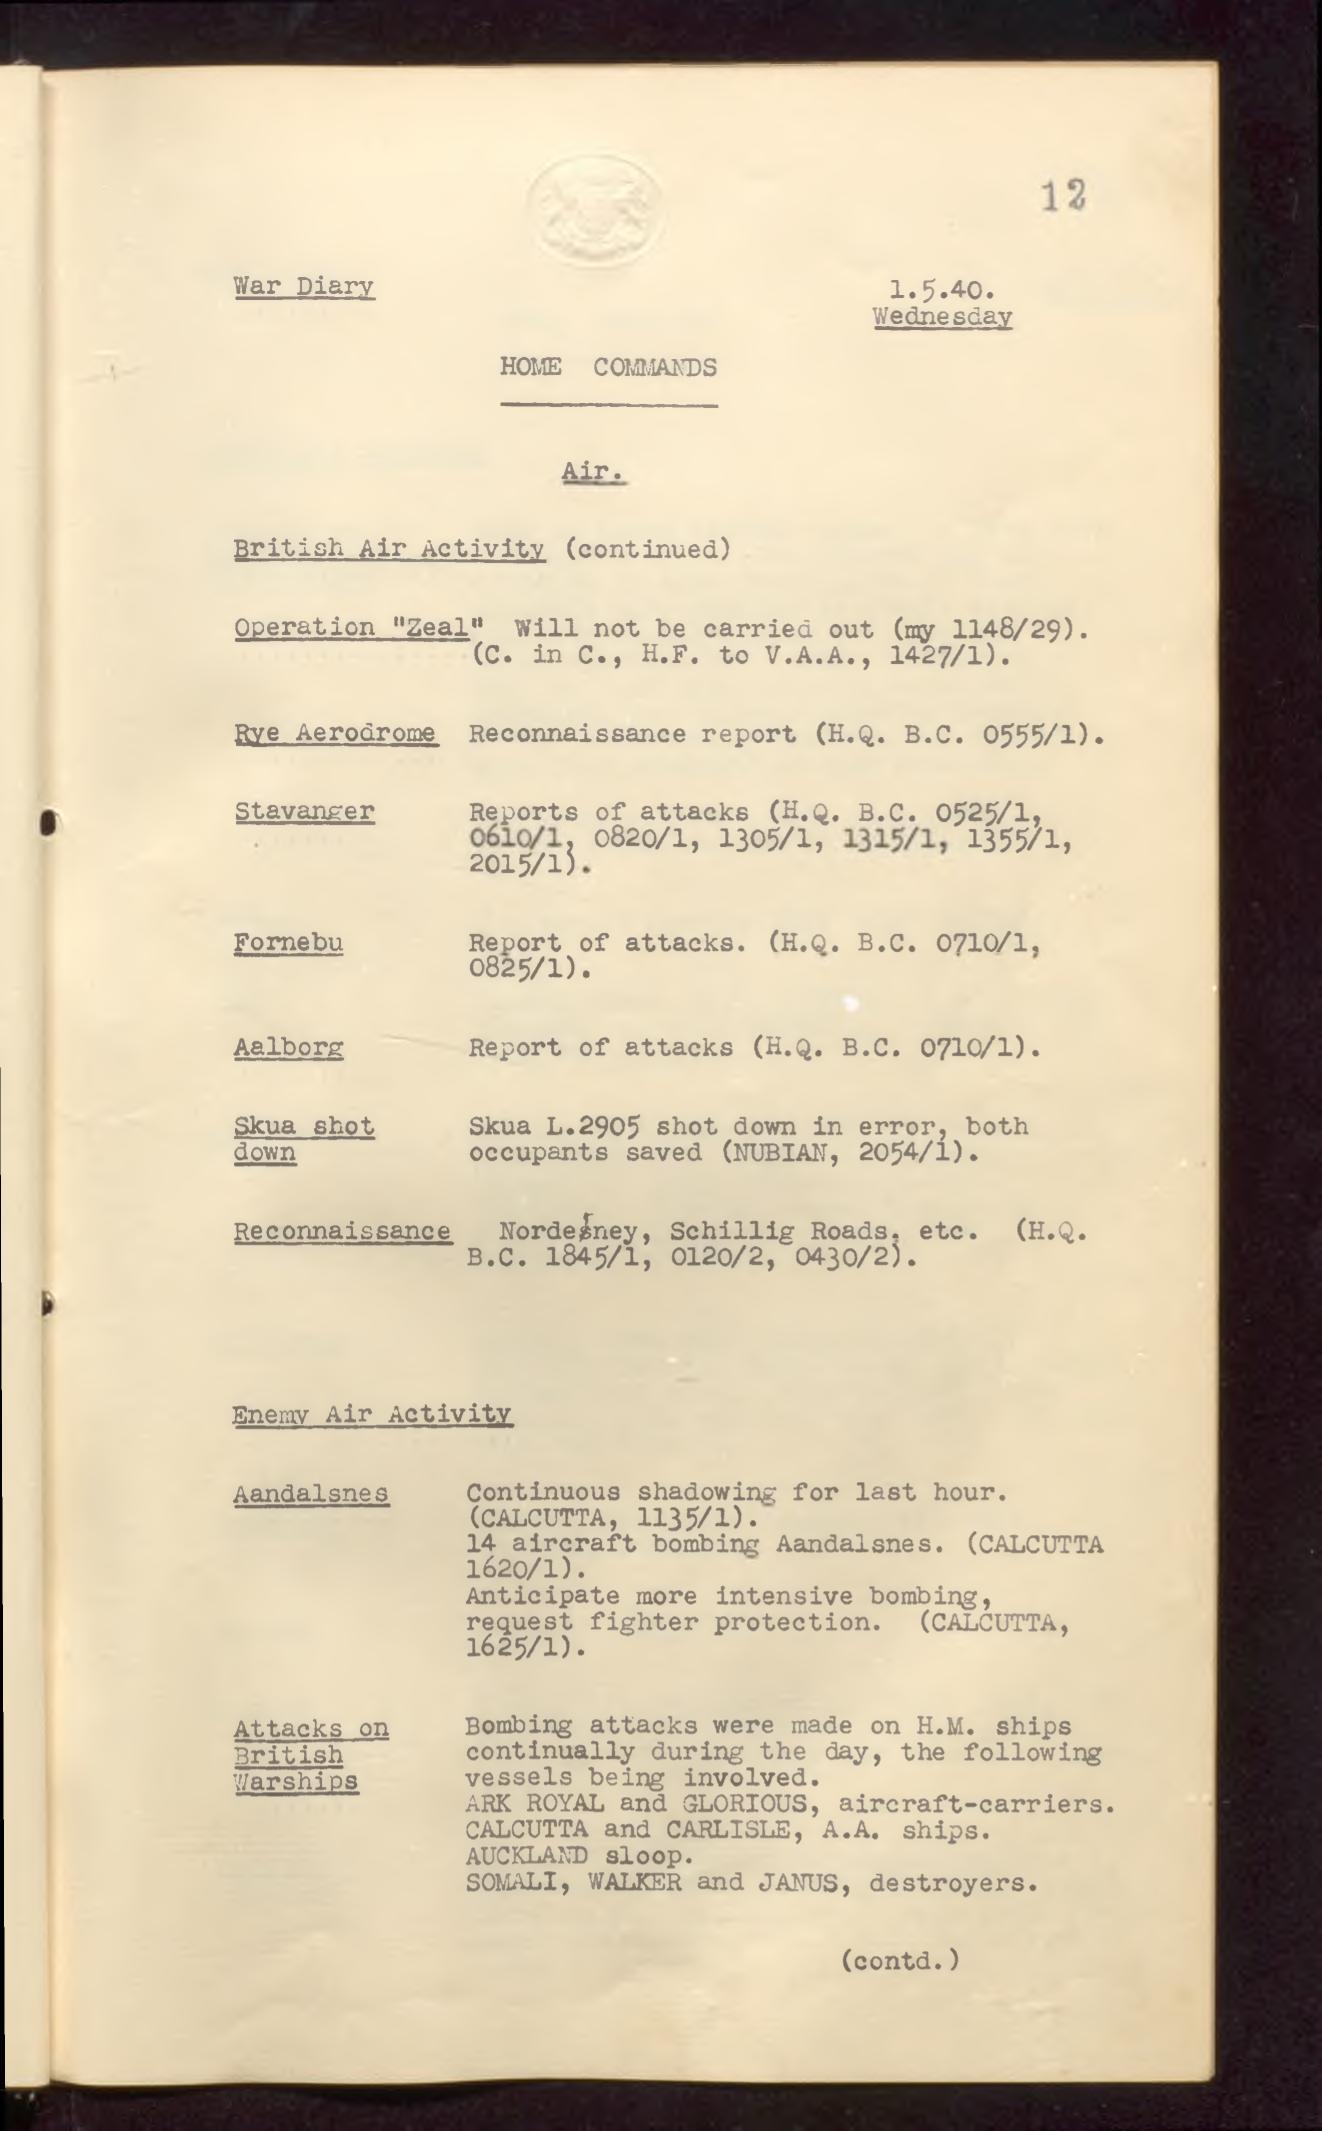 12
War Diary
1.5.40.
Wednesday
HOME COMMANDS
Air.
British Air Activity (continued)
Operation "Zeal" Will not be carried out (my 1148/29).
(C. in C., H.F. to V.A.A., 1427/1).
Rye Aerodrome Reconnaissance report (H.Q. B.C. 0555/1).
Stavanger Reports of attacks (H.Q. B.C. 0525/1,
0610/1, 0820/1, 1305/1, 1315/1, 1355/1,
2015/1).
Fornebu Report of attacks. (H.Q. B.C. 0710/1,
0825/1).
Aalborg Report of attacks (H.Q. B.C. 0710/1).
Skua shot Skua L.2905 shot down in error, both
down occupants saved (NUBIAN, 2054/1).
Reconnaissance Norderney, Schillig Roads, etc. (H.Q.
B.C. 1845/1, 0120/2, 0430/2).
Enemy Air Activity
Aandalsnes Continuous shadowing for last hour.
(CALCUTTA, 1135/1).
14 aircraft bombing Aandalsnes. (CALCUTTA
1620/1).
Anticipate more intensive bombing,
request fighter protection. (CALCUTTA,
1625/1).
Attacks on Bombing attacks were made on H.M. ships
British continually during the day, the following
Warships vessels being involved.
ARK ROYAL and GLORIOUS, aircraft-carriers.
CALCUTTA and CARLISLE, A.A. ships.
AUCKLAND sloop.
SOMALI, WALKER and JANUS, destroyers.
(contd.)